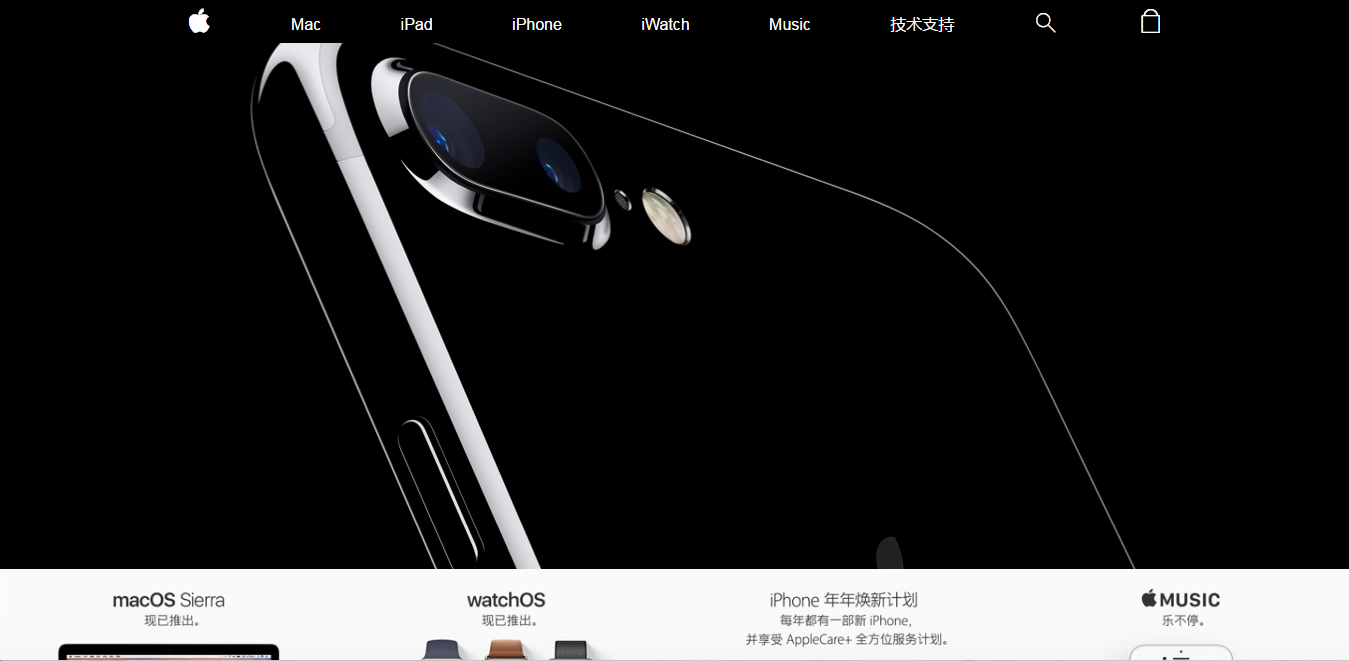 Mac
iPad
iPhone
iWatch
Music
技术支持
macOS Sierra
现已推出。
watchOS
现已推出。
iPhone 年年焕新计划
每年都有一部新 iPhone,
并享受 AppleCare+ 全方位服务计划。
MUSIC
乐不停。